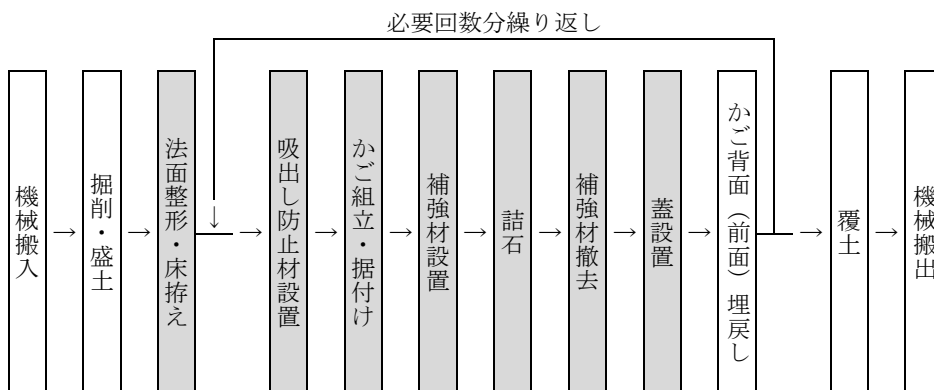 必要回数分繰り返し
機械搬入
掘削・盛土
法面整形・床拵え
吸出し防止材設置
かご組立・据付け
補強材設置
詰石
補強材撤去
蓋設置
かご背面（前面）埋戻し
覆土
機械搬出